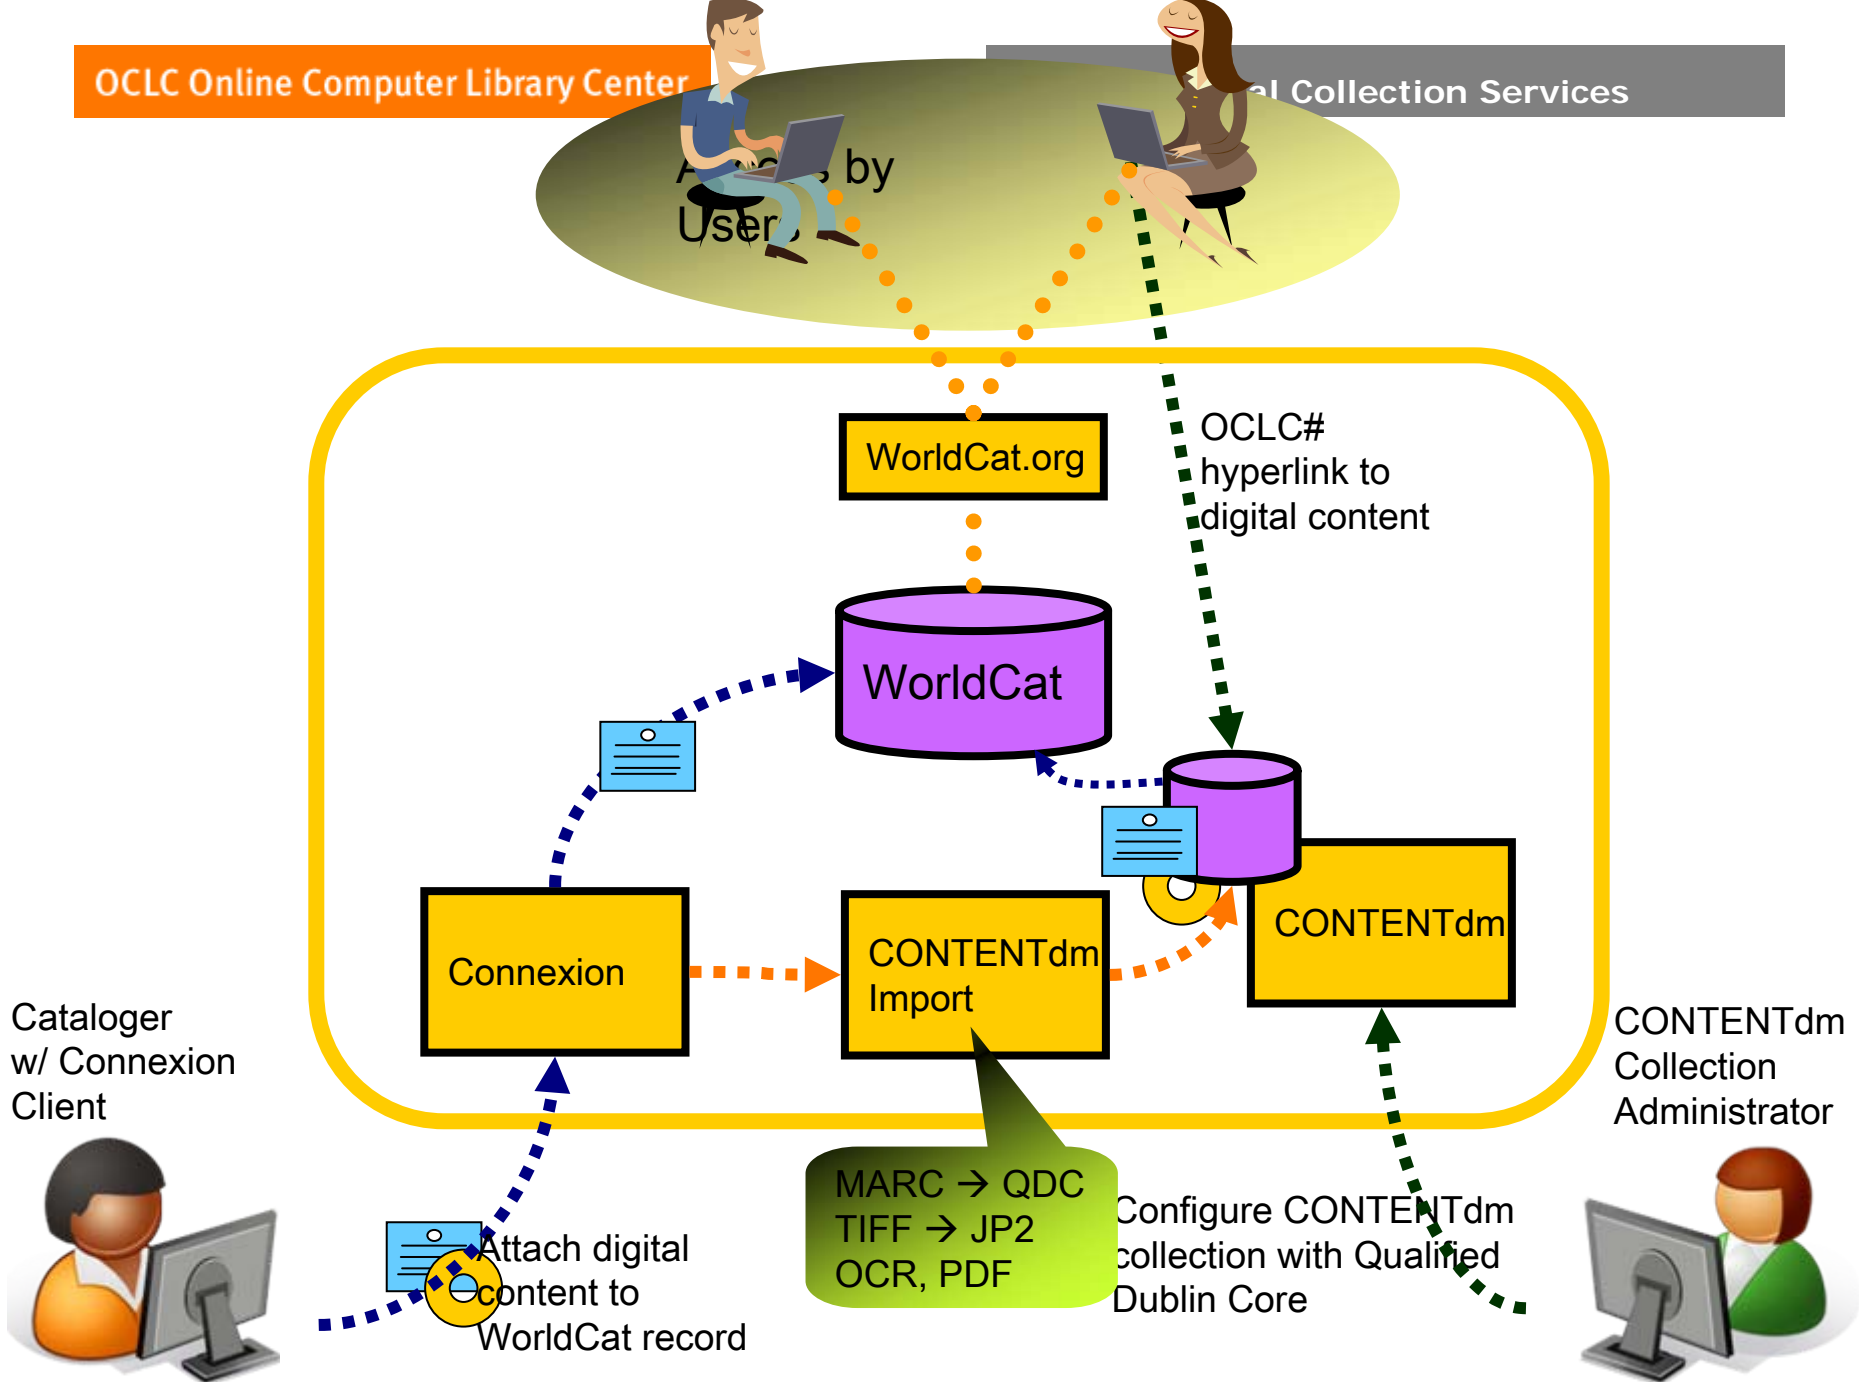 OCLC Online Computer Library Center
Collection Services
by
Users
WorldCat.org
OCLC#
hyperlink to
digital content
WorldCat
Connexion
CONTENTdm
Import
CONTENTdm
Cataloger
w/ Connexion
Client
CONTENTdm
Collection
Administrator
MARC → QDC
TIFF → JP2
OCR, PDF
Configure CONTENTdm
collection with Qualified
Dublin Core
Attach digital
content to
WorldCat record